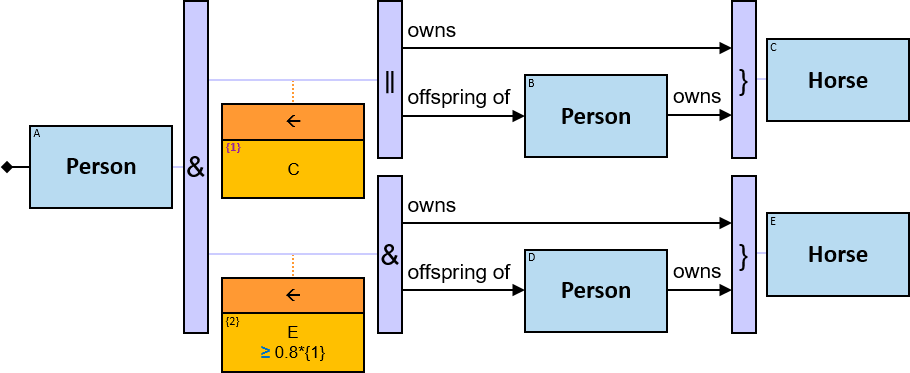 owns
C
Horse
||
}
offspring of
B
Person
owns
A
Person
&
←
{1}
C
owns
E
Horse
&
}
offspring of
D
Person
owns
←
{2}
E
≥ 0.8*{1}